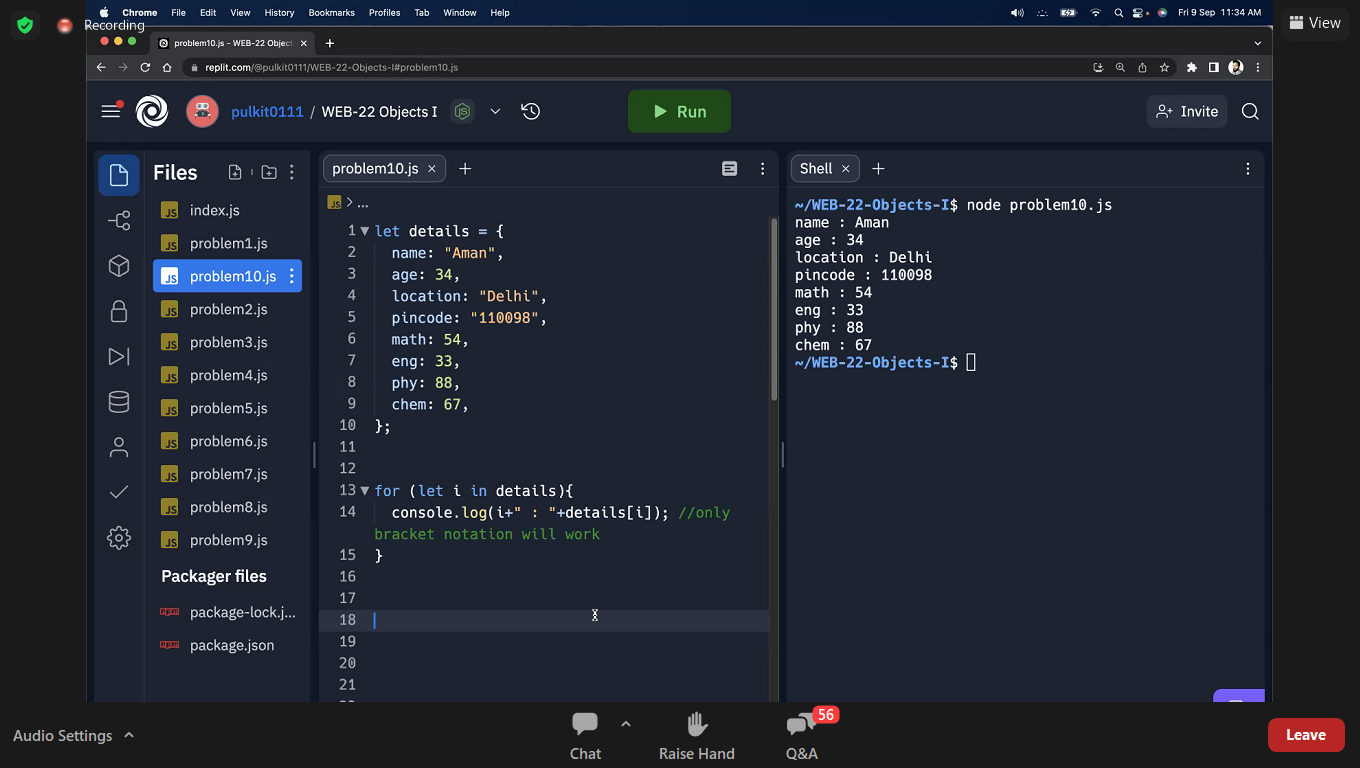 Recording
Chrome File Edit View History Bookmarks Profiles Tab Window Help
Fri 9 Sep 11:34 AM
View
problem10.js - WEB-22 Object
replit.com/@pulkit0111/WEB-22-Objects-I#problem10.js
pulkit0111 / WEB-22 Objects I
Run
Invite
Files
index.js
problem1.js
problem10.js
problem2.js
problem3.js
problem4.js
problem5.js
problem6.js
problem7.js
problem8.js
problem9.js
Packager files
package-lock.j...
package.json
problem10.js
JS > ...
1 let details = {
2 name: "Aman",
3 age: 34,
4 location: "Delhi",
5 pincode: "110098",
6 math: 54,
7 eng: 33,
8 phy: 88,
9 chem: 67,
10 };
11
12
13 for (let i in details){
14 console.log(i+" : "+details[i]); //only
bracket notation will work
15 }
16
17
18
19
20
21
Shell
~/WEB-22-Objects-I$ node problem10.js
name : Aman
age : 34
location : Delhi
pincode : 110098
math : 54
eng : 33
phy : 88
chem : 67
~/WEB-22-Objects-I$
Audio Settings
Chat
Raise Hand
56
Q&A
Leave